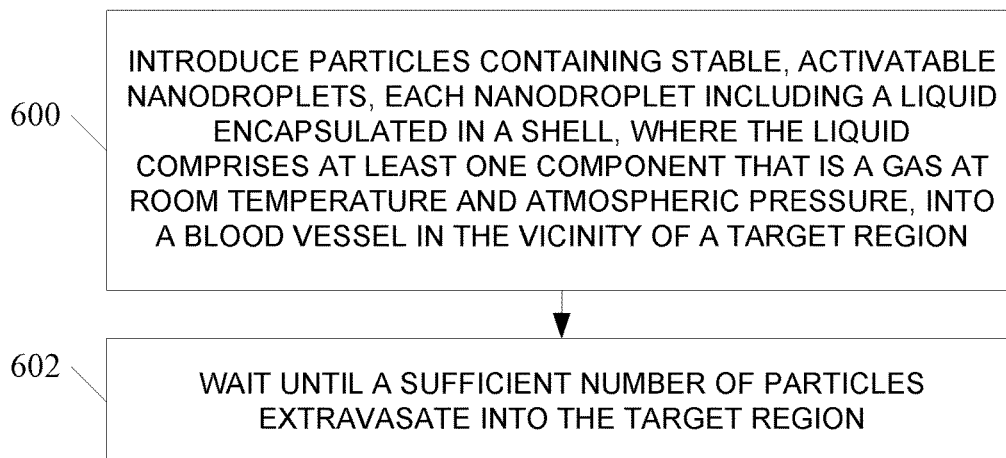 600
INTRODUCE PARTICLES CONTAINING STABLE, ACTIVATABLE
NANODROPLETS, EACH NANODROPLET INCLUDING A LIQUID
ENCAPSULATED IN A SHELL, WHERE THE LIQUID
COMPRISES AT LEAST ONE COMPONENT THAT IS A GAS AT
ROOM TEMPERATURE AND ATMOSPHERIC PRESSURE, INTO
A BLOOD VESSEL IN THE VICINITY OF A TARGET REGION
602
WAIT UNTIL A SUFFICIENT NUMBER OF PARTICLES
EXTRAVASATE INTO THE TARGET REGION